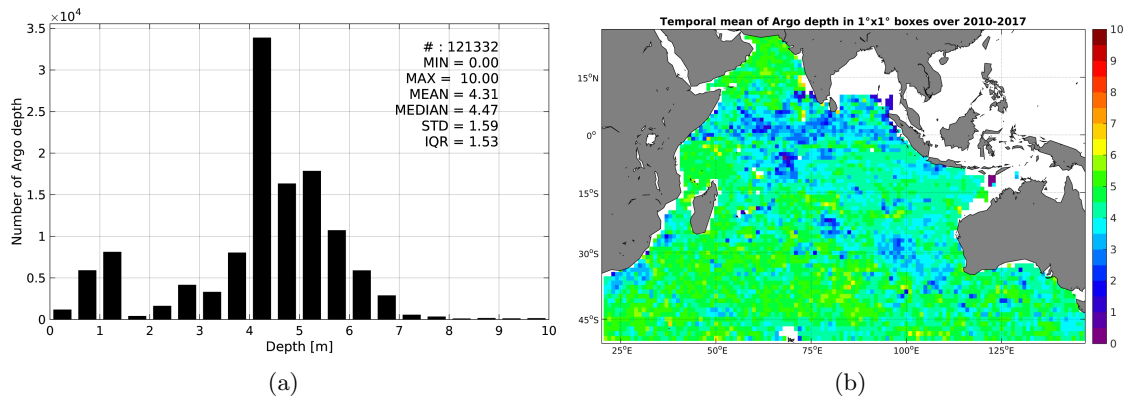 ×10⁴
3.5
3
2.5
2
1.5
1
0.5
0
Number of Argo depth
# : 121332
MIN = 0.00
MAX = 10.00
MEAN = 4.31
MEDIAN = 4.47
STD = 1.59
IQR = 1.53
0 1 2 3 4 5 6 7 8 9 10
Depth [m]
(a)
Temporal mean of Argo depth in 1°x1° boxes over 2010-2017
15°N
0°
15°S
30°S
45°S
25°E 50°E 75°E 100°E 125°E
10
9
8
7
6
5
4
3
2
1
0
(b)